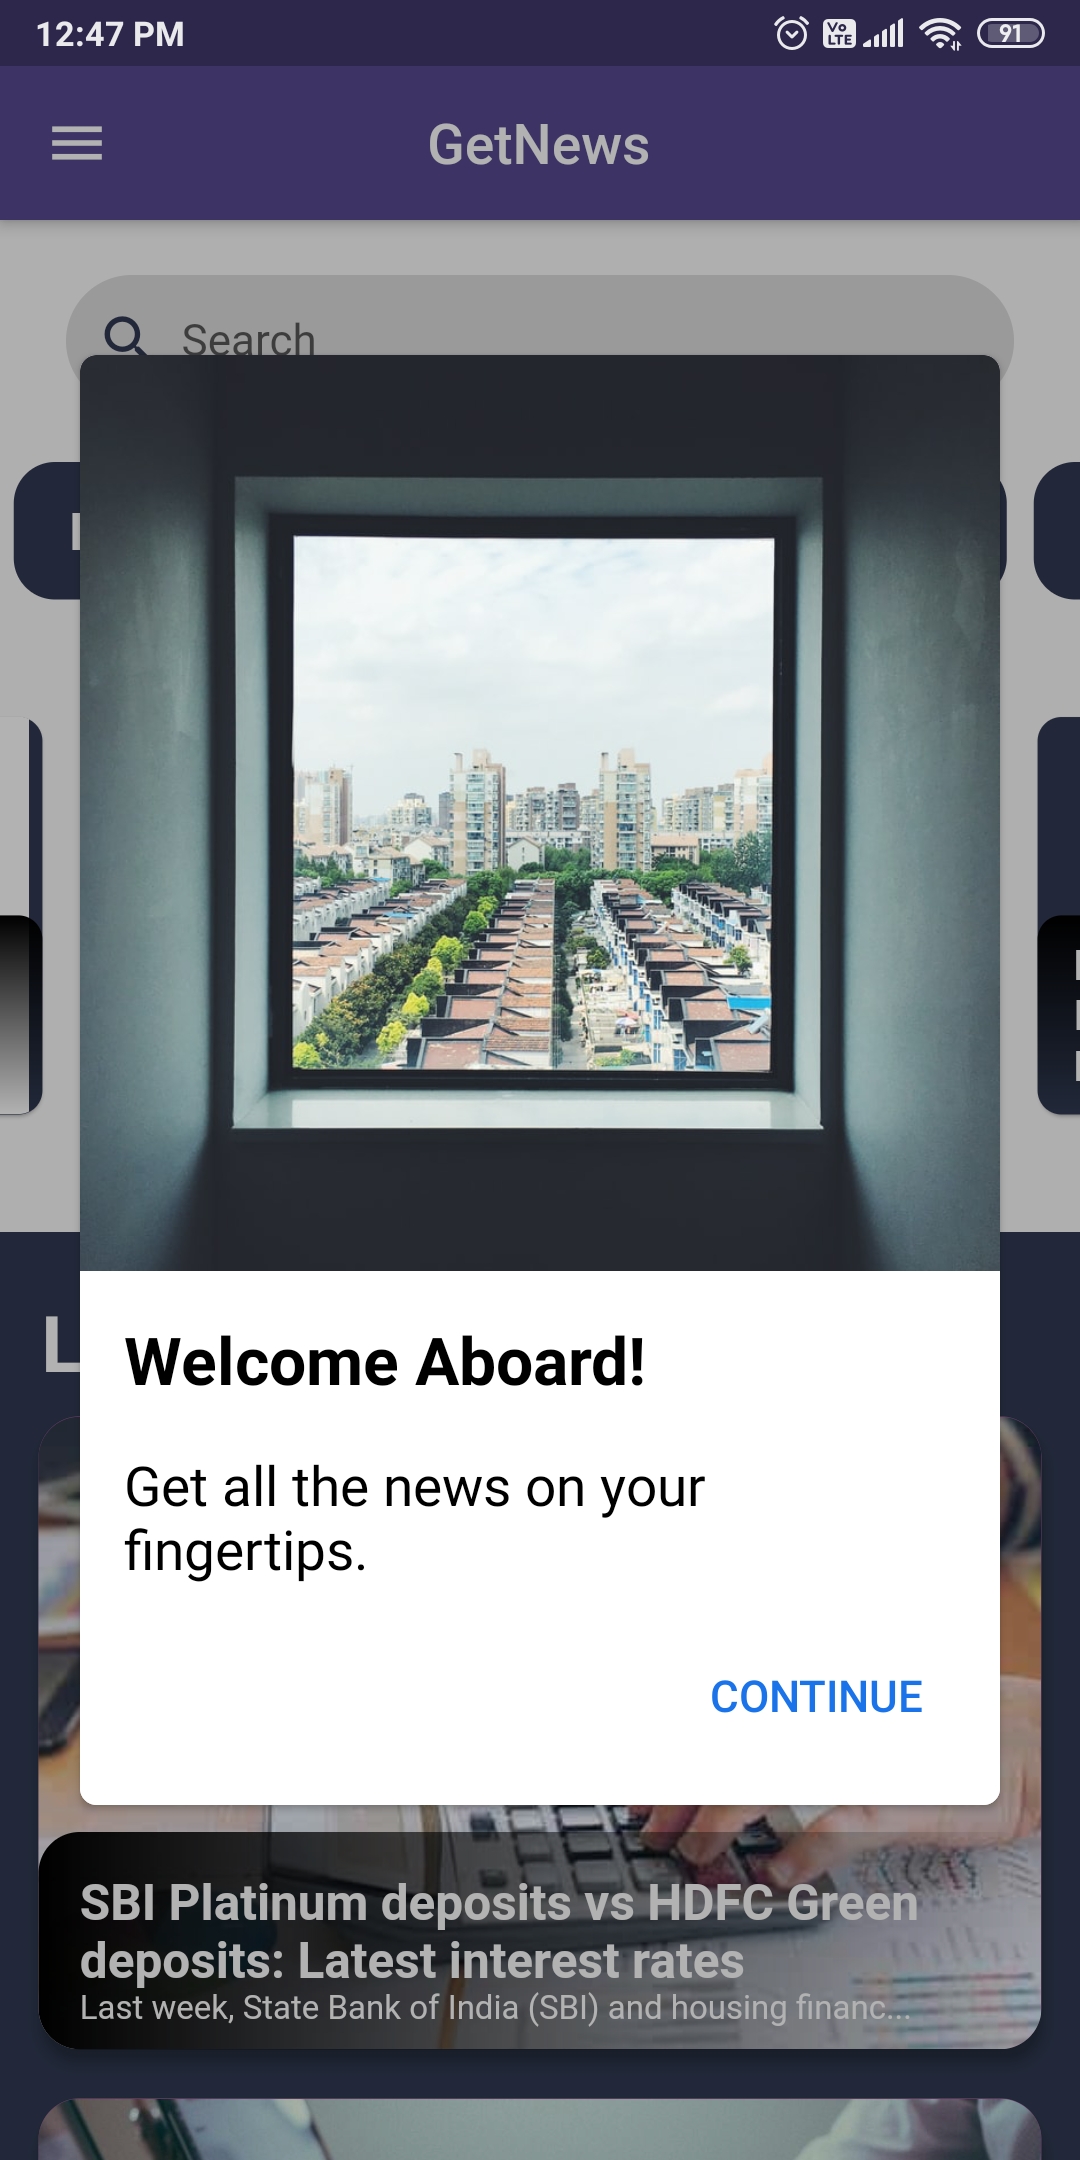 12:47 PM
Vo LTE
91
GetNews
Search
Welcome Aboard!
Get all the news on your
fingertips.
CONTINUE
SBI Platinum deposits vs HDFC Green
deposits: Latest interest rates
Last week, State Bank of India (SBI) and housing financ...